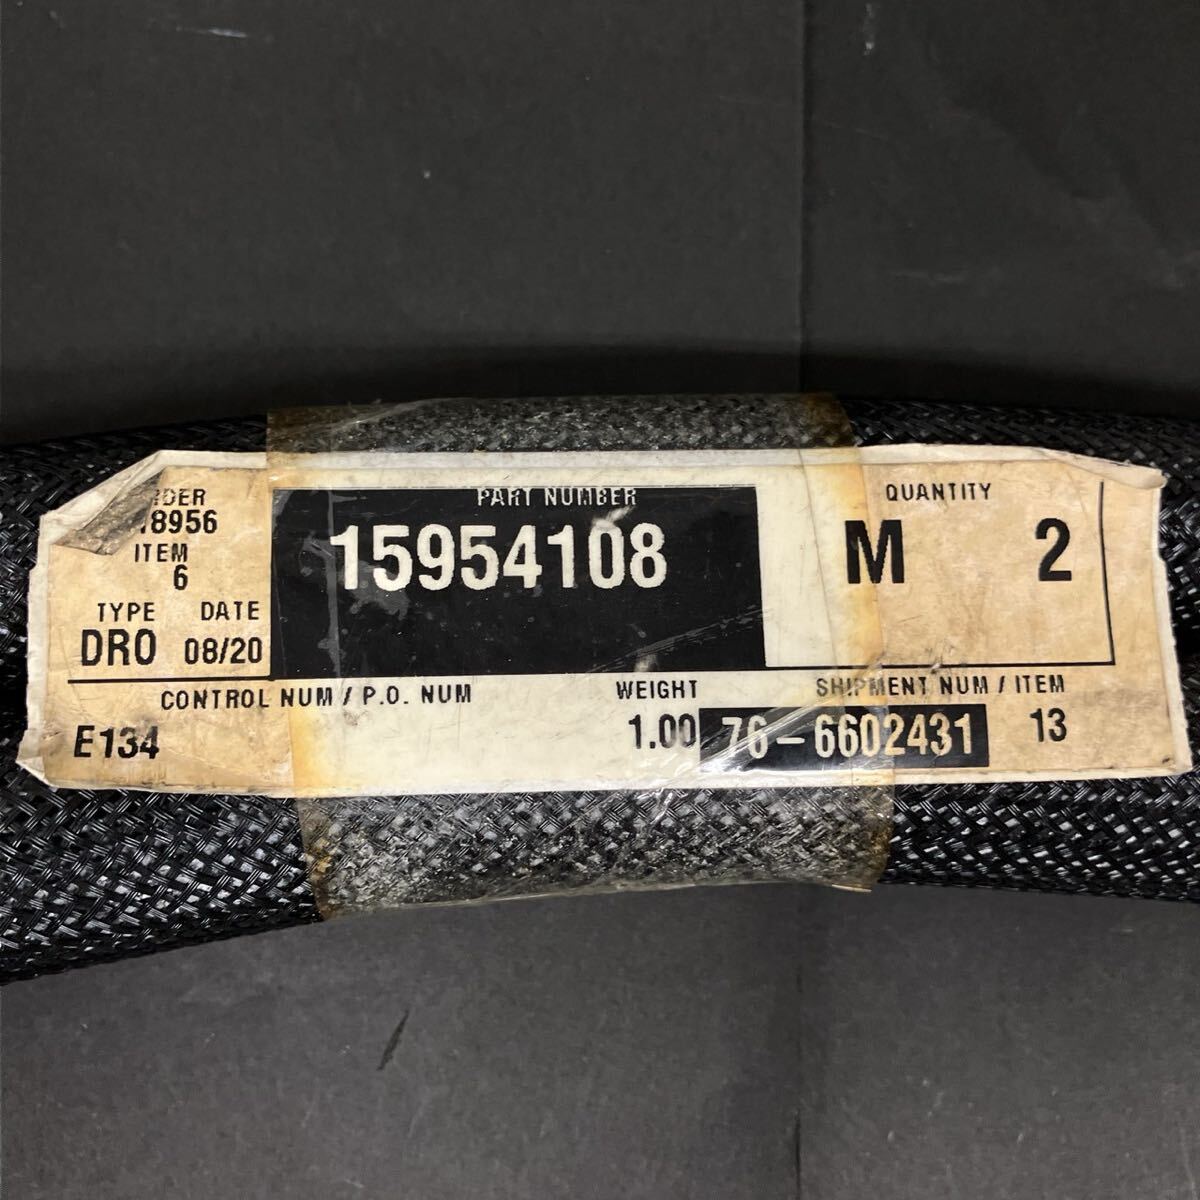 PART NUMBER
QUANTITY
15954108
M 2
ITEM
6
TYPE DATE
DRO 08/20
CONTROL NUM / P.O. NUM
WEIGHT
SHIPMENT NUM / ITEM
E134
1.00
76-6602431
13